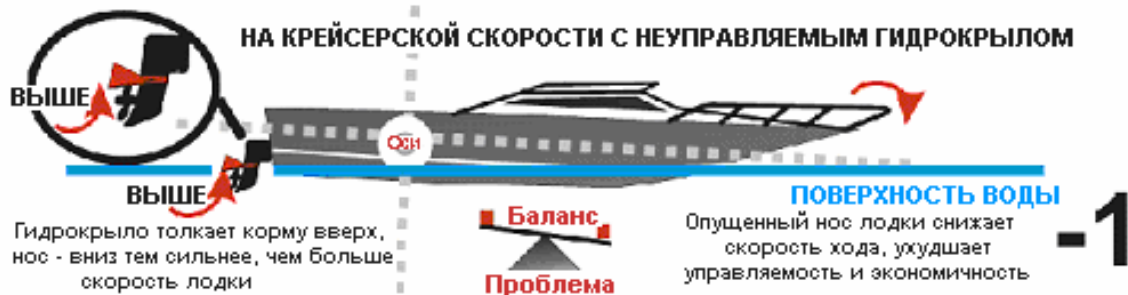 НА КРЕЙСЕРСКОЙ СКОРОСТИ С НЕУПРАВЛЯЕМЫМ ГИДРОКРЫЛОМ
ВЫШЕ
Оси
ВЫШЕ
ПОВЕРХНОСТЬ ВОДЫ
Гидрокрыло толкает корму вверх,
нос - вниз тем сильнее, чем больше
скорость лодки
Баланс
Проблема
Опущенный нос лодки снижает
скорость хода, ухудшает
управляемость и экономичность
-1